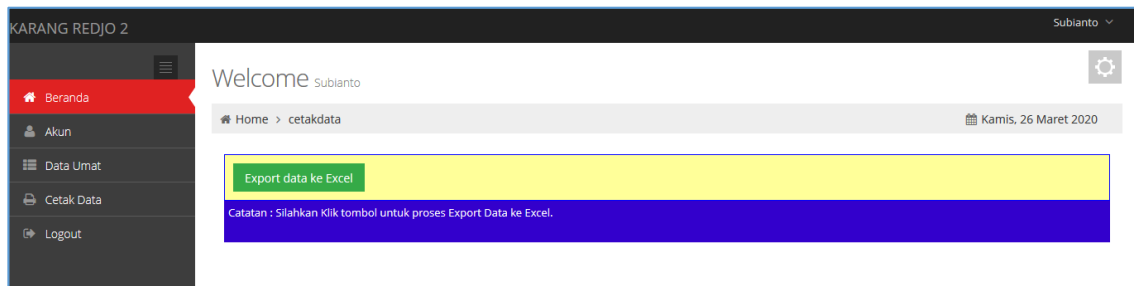 KARANG REDJO 2
Subianto
Welcome Subianto
Beranda
Akun
Data Umat
Cetak Data
Logout
Home > cetakdata
Kamis, 26 Maret 2020
Export data ke Excel
Catatan : Silahkan Klik tombol untuk proses Export Data ke Excel.